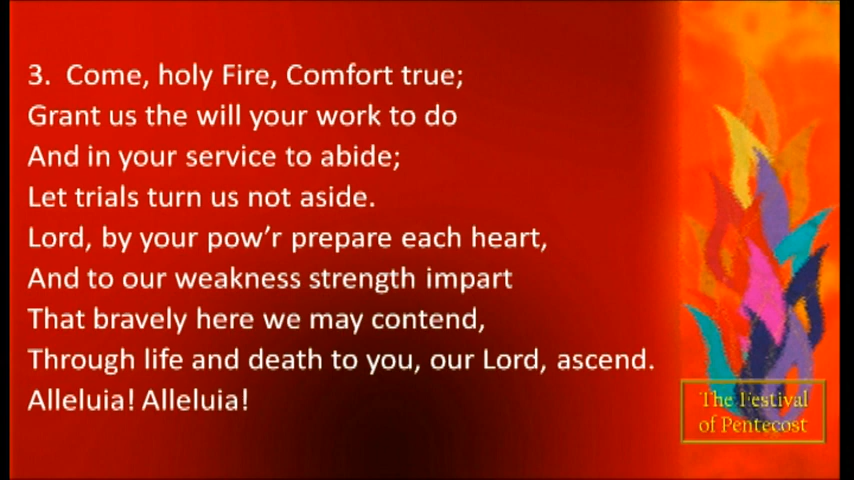 3. Come, holy Fire, Comfort true;
Grant us the will your work to do
And in your service to abide;
Let trials turn us not aside.
Lord, by your pow’r prepare each heart,
And to our weakness strength impart
That bravely here we may contend,
Through life and death to you, our Lord, ascend.
Alleluia! Alleluia!
The Festival
of Pentecost